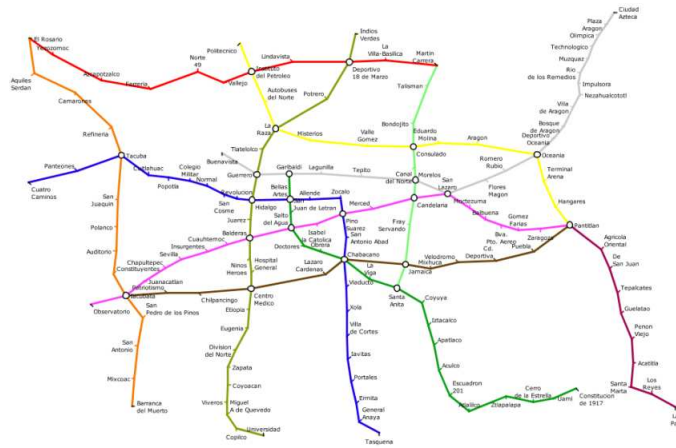 Ciudad
Azteca
Plaza
Aragon
Olimpica
Technologico
Muzquiz
Rio
de los Remedios
Impulsora
Nezahualcototl
Villa
de Aragon
Bosque
de Aragon
Deportivo
Oceania
Oceania
Romero
Rubio
Terminal
Arena
Hangares
Pantitlan
El Rosario
Tezozomoc
Azcapotzalco
Ferreria
Norte
49
Vallejo
Politecnico
Instituto
del Petroleo
Lindavista
Autobuses
del Norte
Indios
Verdes
La
Villa-Basilica
Deportivo
18 de Marzo
Martin
Carrera
Talisman
Bondojito
Potrero
La
Raza
Misterios
Valle
Gomez
Eduardo
Molina
Consulado
Aragon
Aquiles
Serdan
Camarones
Refineria
Tacuba
Panteones
Cuatro
Caminos
Cuitlahuac
Popotla
Colegio
Militar
Normal
San
Cosme
Revolucion
Hidalgo
Tlatelolco
Buenavista
Guerrero
Garibaldi
Lagunilla
Tepito
Canal
del Norte
Morelos
San
Lazaro
Flores
Magon
Bellas
Artes
Allende
Zocalo
San
Juan de Letran
Salto
del Agua
Merced
Candelaria
Moctezuma
Balbuena
Bva.
Pto. Aereo
Gomez
Farias
Zaragoza
San
Joaquin
Polanco
Auditorio
Constituyentes
Tacubaya
San
Pedro de los Pinos
San
Antonio
Mixcoac
Barranca
del Muerto
Observatorio
Juanacatlan
Chapultepec
Sevilla
Insurgentes
Cuauhtemoc
Balderas
Juarez
Ninos
Heroes
Hospital
General
Centro
Medico
Patriotismo
Chilpancingo
Lazaro
Cardenas
Doctores
Obrera
Isabel
la Catolica
Pino
Suarez
San
Antonio Abad
Chabacano
La
Viga
Santa
Anita
Fray
Servando
Jamaica
Mixiuca
Velodromo
Cd.
Deportiva
Puebla
Agricola
Oriental
De
San Juan
Tepalcates
Guelatao
Penon
Viejo
Acatitla
Santa
Marta
Los
Reyes
Etiopia
Eugenia
Division
del Norte
Zapata
Coyoacan
Viveros
Miguel
A de Quevedo
Copilco
Universidad
Viaducto
Xola
Villa
de Cortes
Portales
Ermita
General
Anaya
Tasquena
Coyuya
Iztacalco
Apatlaco
Aculco
Escuadron
201
Atlalilco
Iztapalapa
Cerro
de la Estrella
Uami
Constitucion
de 1917